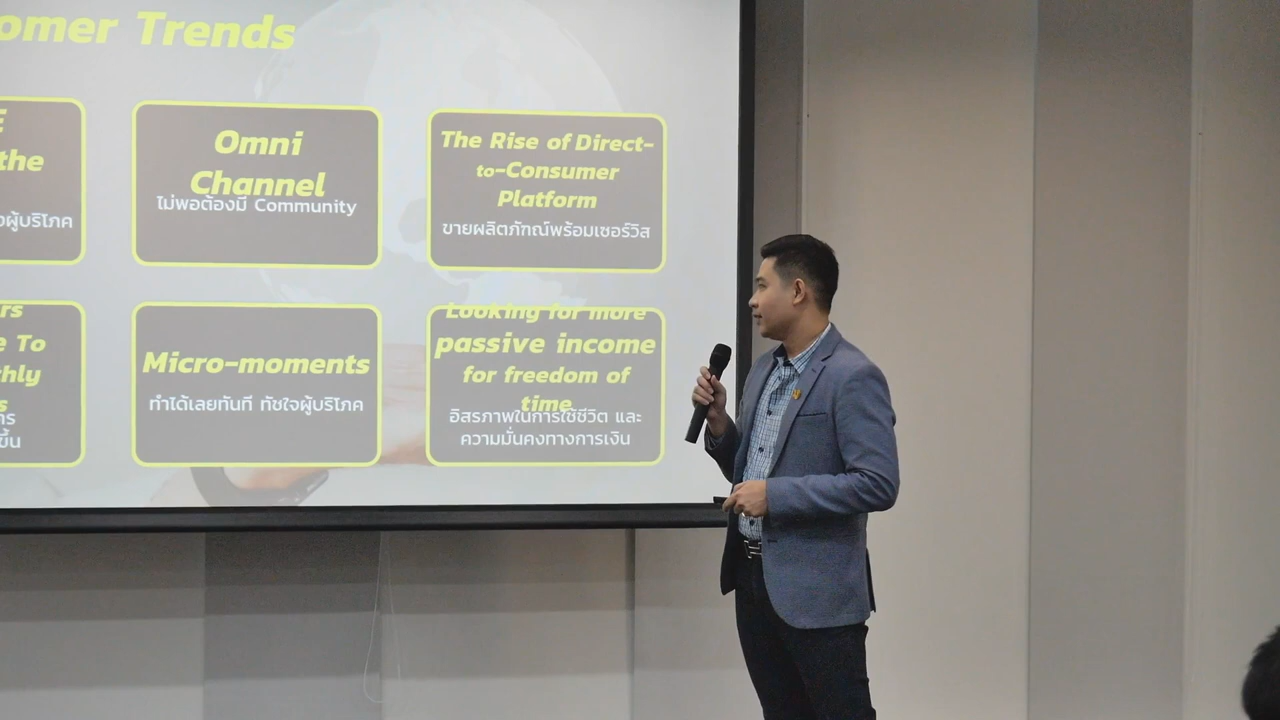 omer Trends
E
the
ผู้บริโภค
Omni
Channel
ไม่พอต้องมี Community
The Rise of Direct-
to-Consumer
Platform
ขายผลิตภัณฑ์พร้อมเซอร์วิส
rs
e To
hly
s
าร
ขึ้น
Micro-moments
ทำได้เลยทันที ทัชใจผู้บริโภค
Looking for more
passive income
for freedom of
time
อิสรภาพในการใช้ชีวิต และ
ความมั่นคงทางการเงิน